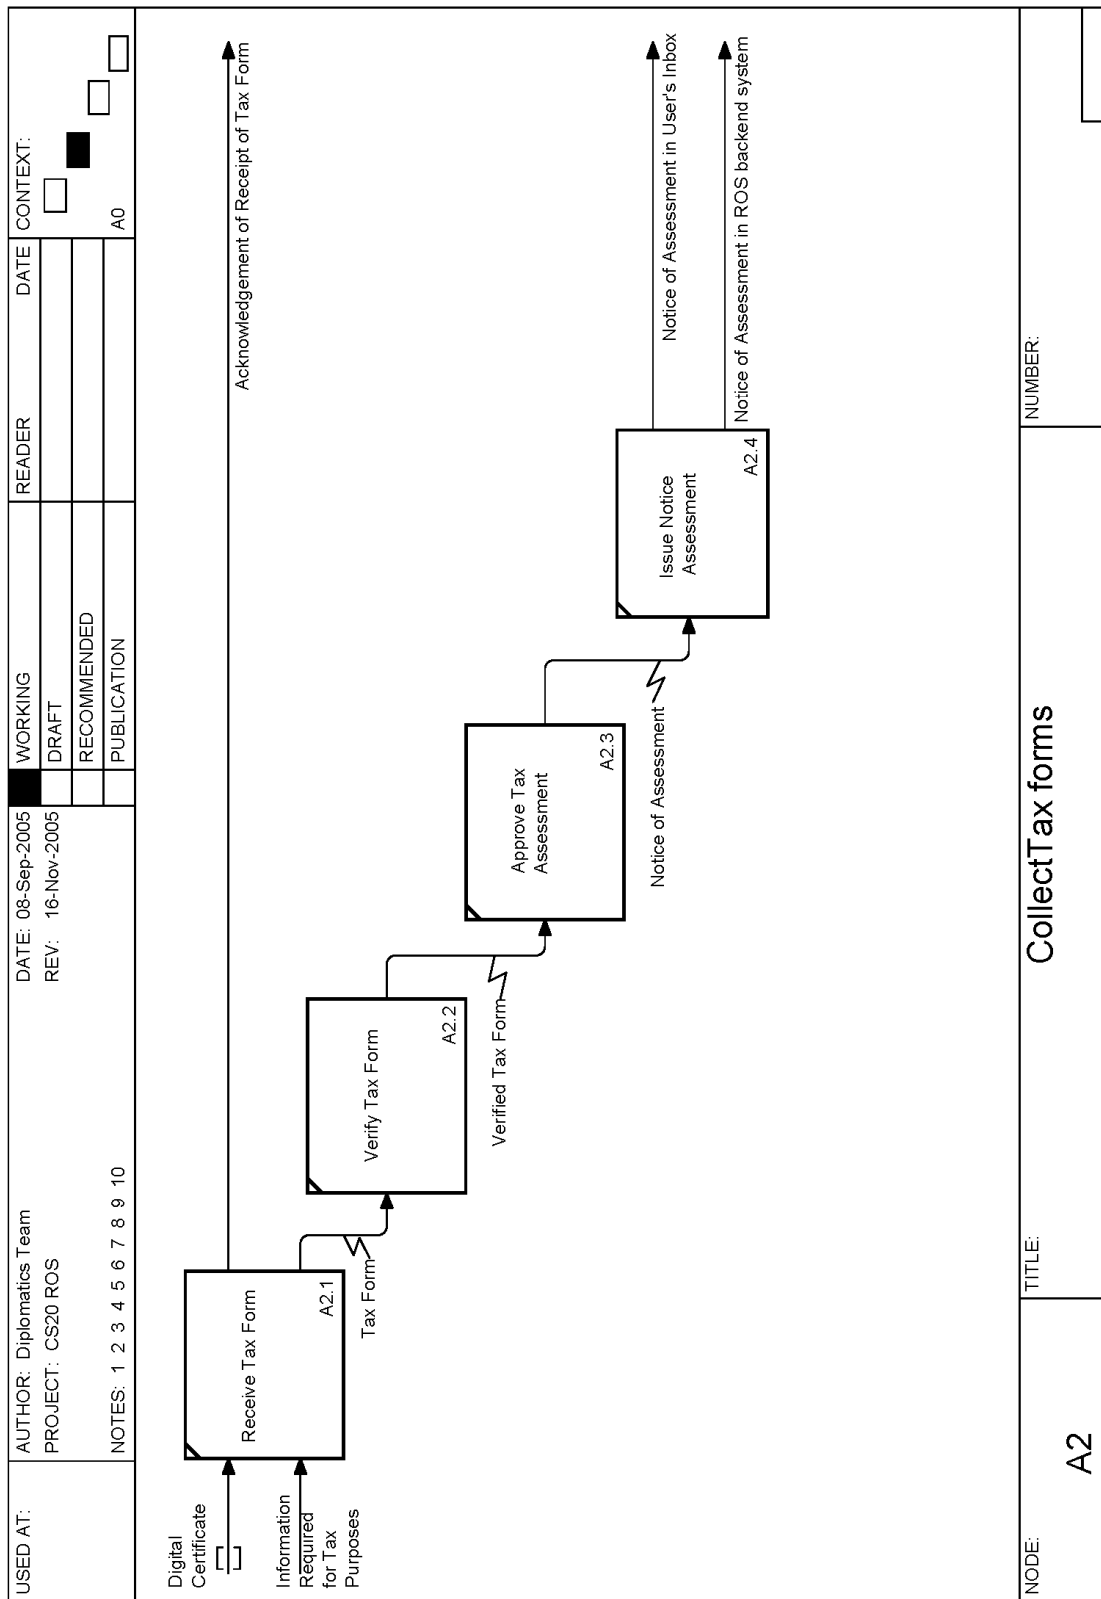 USED AT:
AUTHOR: Diplomatics Team
PROJECT: CS20 ROS
NOTES: 1 2 3 4 5 6 7 8 9 10
DATE: 08-Sep-2005
REV: 16-Nov-2005
WORKING
DRAFT
RECOMMENDED
PUBLICATION
READER
DATE
CONTEXT:
A0
Digital
Certificate
Information
Required
for Tax
Purposes
Receive Tax Form
A2.1
Acknowledgement of Receipt of Tax Form
Tax Form
Verify Tax Form
A2.2
Verified Tax Form
Approve Tax
Assessment
A2.3
Notice of Assessment
Issue Notice
Assessment
A2.4
Notice of Assessment in User's Inbox
Notice of Assessment in ROS backend system
NODE:
A2
TITLE:
CollectTax forms
NUMBER: